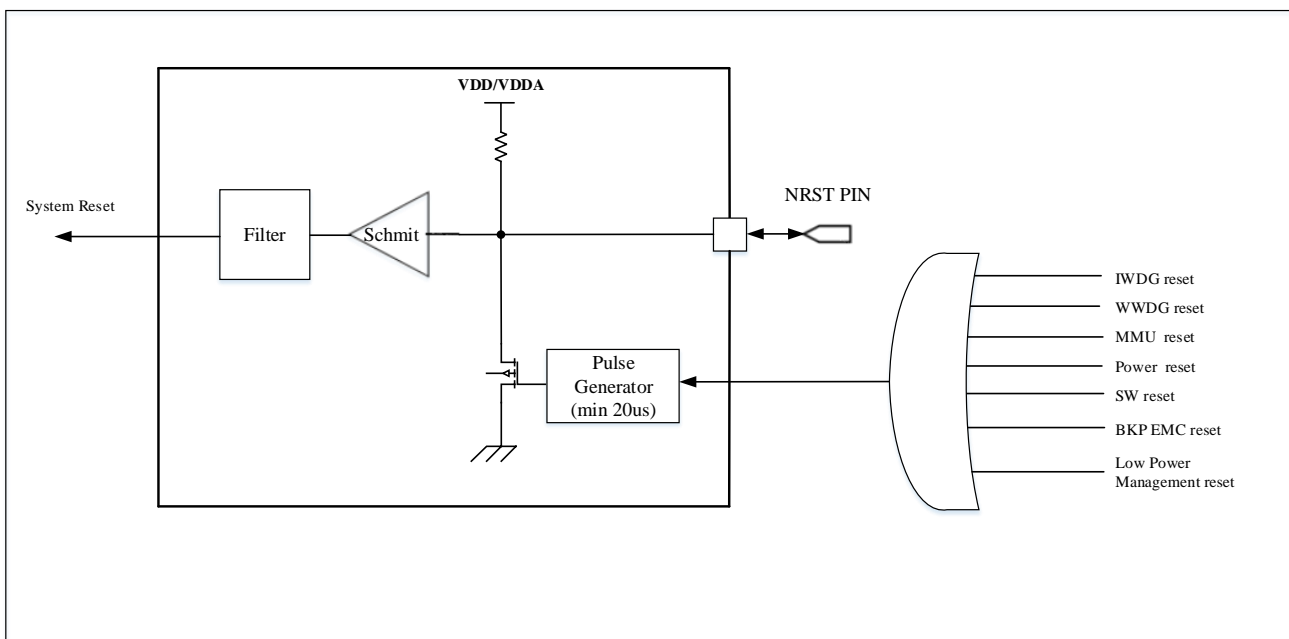 VDD/VDDA
NRST PIN
System Reset
Filter
Schmit
Pulse
Generator
(min 20us)
IWDG reset
WWDG reset
MMU reset
Power reset
SW reset
BKP EMC reset
Low Power
Management reset